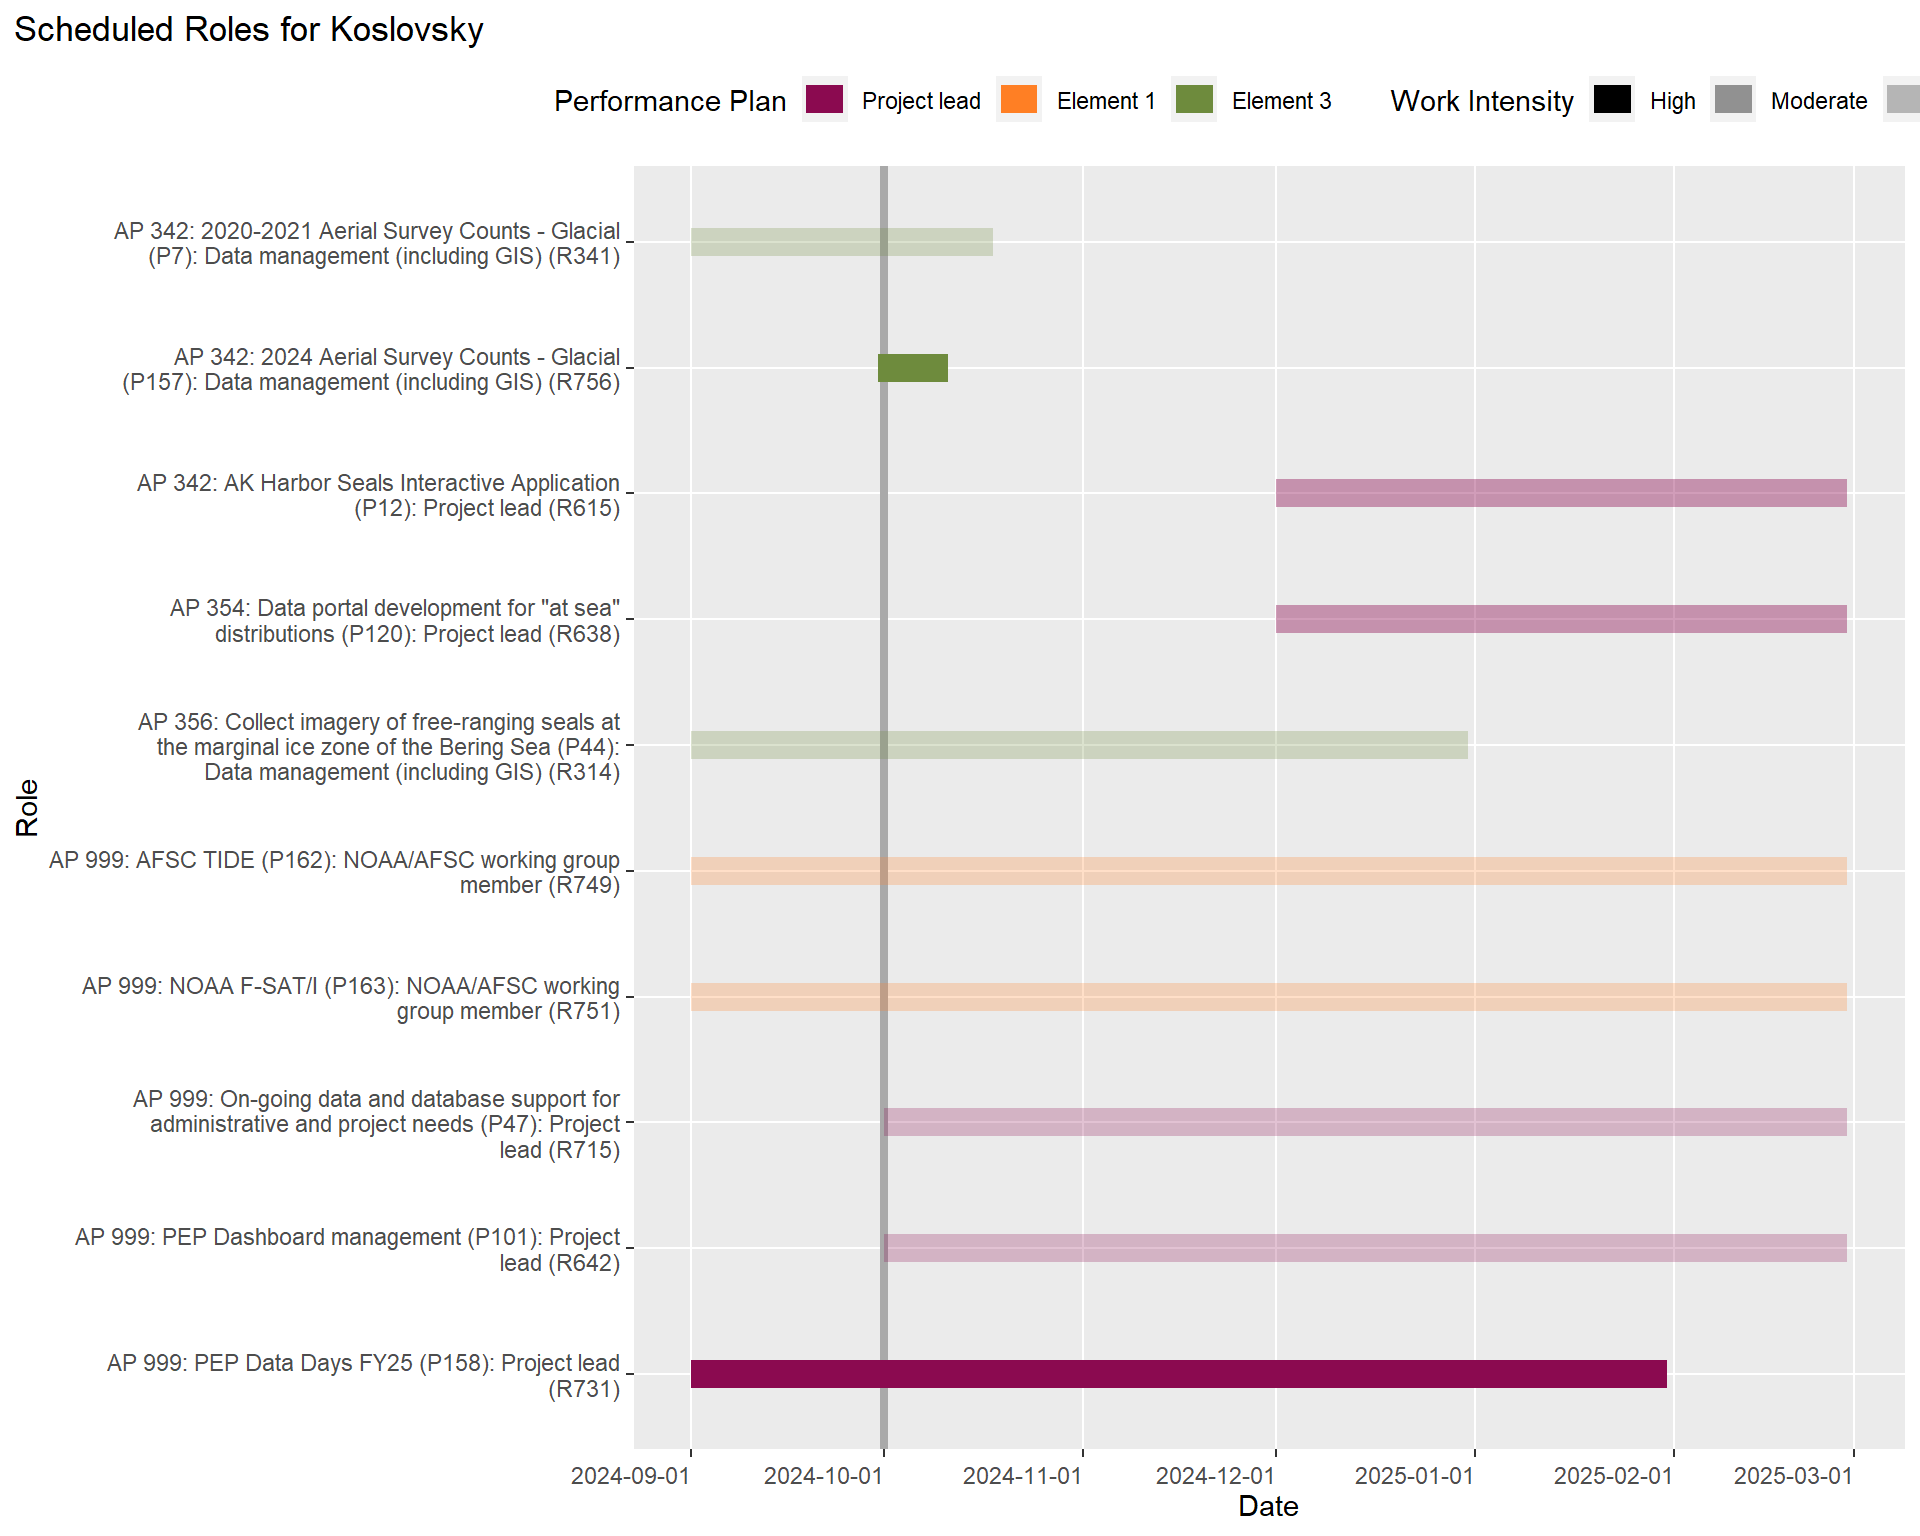 Scheduled Roles for Koslovsky
Performance Plan Project lead Element 1 Element 3 Work Intensity High Moderate
AP 342: 2020-2021 Aerial Survey Counts - Glacial
(P7): Data management (including GIS) (R341)
AP 342: 2024 Aerial Survey Counts - Glacial
(P157): Data management (including GIS) (R756)
AP 342: AK Harbor Seals Interactive Application
(P12): Project lead (R615)
AP 354: Data portal development for "at sea"
distributions (P120): Project lead (R638)
AP 356: Collect imagery of free-ranging seals at
the marginal ice zone of the Bering Sea (P44):
Data management (including GIS) (R314)
Role
AP 999: AFSC TIDE (P162): NOAA/AFSC working group
member (R749)
AP 999: NOAA F-SAT/I (P163): NOAA/AFSC working
group member (R751)
AP 999: On-going data and database support for
administrative and project needs (P47): Project
lead (R715)
AP 999: PEP Dashboard management (P101): Project
lead (R642)
AP 999: PEP Data Days FY25 (P158): Project lead
(R731)
2024-09-01 2024-10-01 2024-11-01 2024-12-01 2025-01-01 2025-02-01 2025-03-01
Date